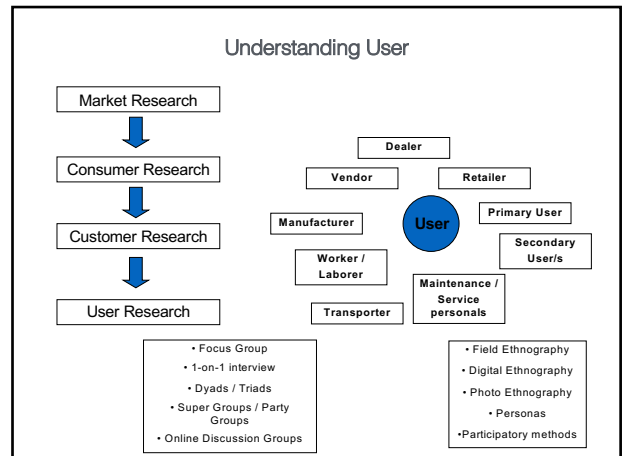 Understanding User
Market Research
Consumer Research
Customer Research
User Research
Dealer
Vendor
Retailer
Manufacturer
User
Primary User
Secondary
User/s
Worker /
Laborer
Maintenance /
Service
personals
Transporter
• Focus Group
• 1-on-1 interview
• Dyads / Triads
• Super Groups / Party
Groups
• Online Discussion Groups
• Field Ethnography
• Digital Ethnography
• Photo Ethnography
• Personas
•Participatory methods